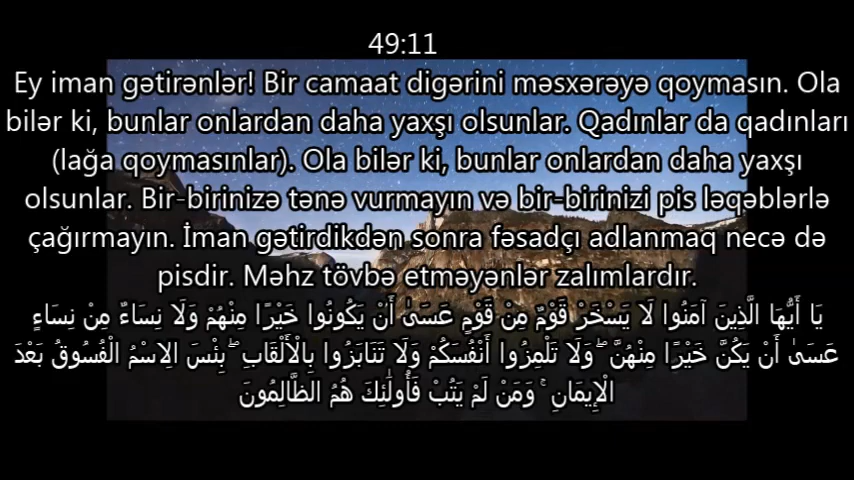 49:11
Ey iman gətirənlər! Bir camaat digərini məsxərəyə qoymasın. Ola
bilər ki, bunlar onlardan daha yaxşı olsunlar. Qadınlar da qadınları
(lağa qoymasınlar). Ola bilər ki, bunlar onlardan daha yaxşı
olsunlar. Bir-birinizə tənə vurmayın və bir-birinizi pis ləqəblərlə
çağırmayın. İman gətirdikdən sonra fəsadçı adlanmaq necə də
pisdir. Məhz tövbə etməyənlər zalımlardır.
يَا أَيُّهَا الَّذِينَ آمَنُوا لَا يَسْخَرْ قَوْمٌ مِنْ قَوْمٍ عَسَىٰ أَنْ يَكُونُوا خَيْرًا مِنْهُمْ وَلَا نِسَاءٌ مِنْ نِسَاءٍ
عَسَىٰ أَنْ يَكُنَّ خَيْرًا مِنْهُنَّ ۖ وَلَا تَلْمِزُوا أَنْفُسَكُمْ وَلَا تَنَابَزُوا بِالْأَلْقَابِ ۖ بِئْسَ الِاسْمُ الْفُسُوقُ بَعْدَ
الْإِيمَانِ ۚ وَمَنْ لَمْ يَتُبْ فَأُولَٰئِكَ هُمُ الظَّالِمُونَ